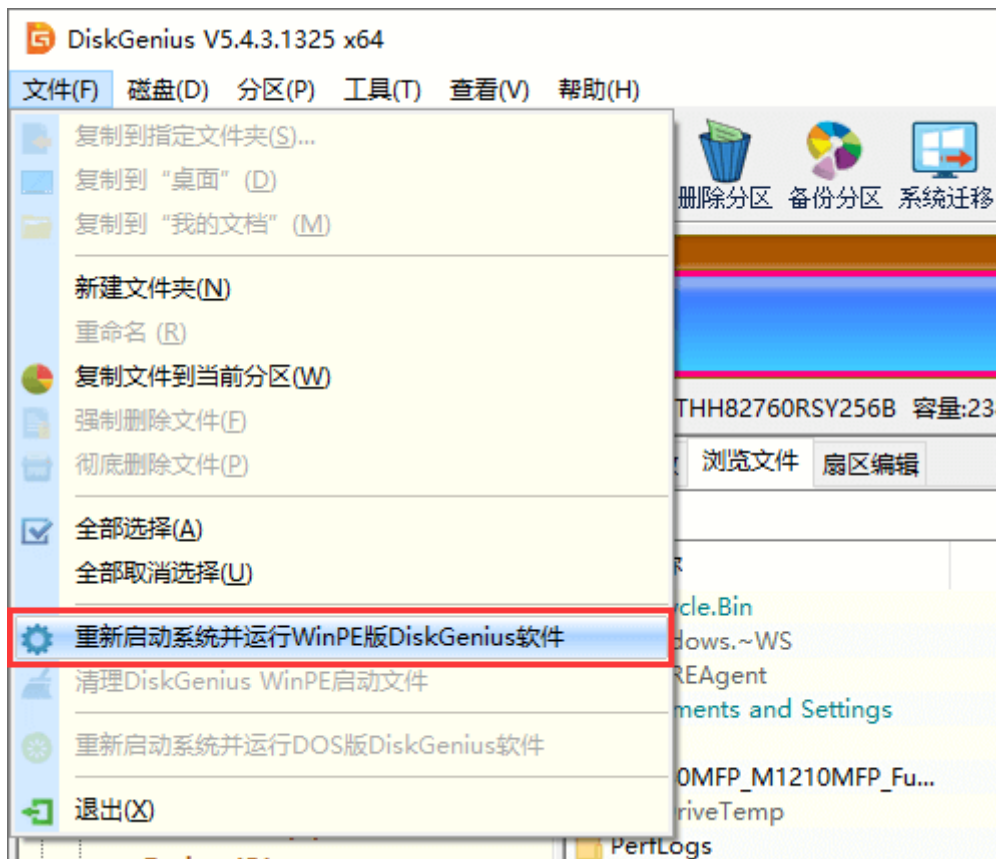 DiskGenius V5.4.3.1325 x64
文件(F) 磁盘(D) 分区(P) 工具(T) 查看(V) 帮助(H)
复制到指定文件夹(S)...
复制到“桌面”(D)
复制到“我的文档”(M)
新建文件夹(N)
重命名 (R)
复制文件到当前分区(W)
强制删除文件(F)
彻底删除文件(P)
全部选择(A)
全部取消选择(U)
重新启动系统并运行WinPE版DiskGenius软件
清理DiskGenius WinPE启动文件
重新启动系统并运行DOS版DiskGenius软件
退出(X)
删除分区 备份分区 系统迁移
THH82760RSY256B 容量:23
浏览文件 扇区编辑
cle.Bin
dows.~WS
REAgent
ments and Settings
0MFP_M1210MFP_Fu...
riveTemp
PerfLogs